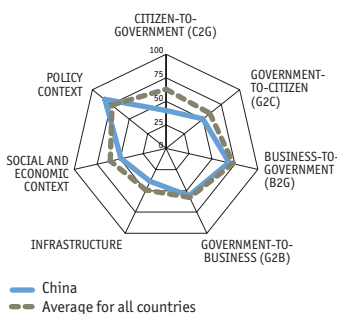 CITIZEN-TO-
GOVERNMENT (C2G)
100
75
50
25
0
GOVERNMENT-
TO-CITIZEN
(G2C)
BUSINESS-TO-
GOVERNMENT
(B2G)
GOVERNMENT-TO-
BUSINESS (G2B)
INFRASTRUCTURE
SOCIAL AND
ECONOMIC
CONTEXT
POLICY
CONTEXT
China
Average for all countries